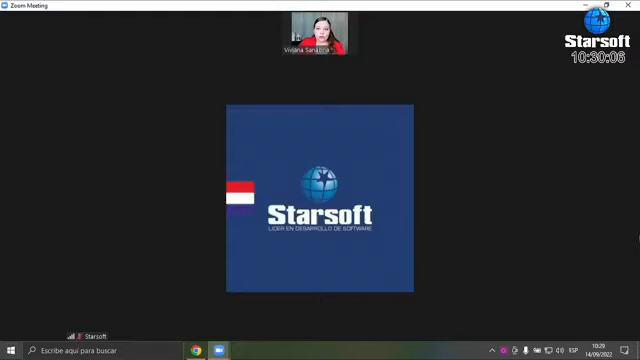 Zoom Meeting
Starsoft
10:30:06
Viviana Sanabria
Starsoft
LIDER EN DESARROLLO DE SOFTWARE
Starsoft
Escribe aquí para buscar
ESP
10:29
14/09/2022